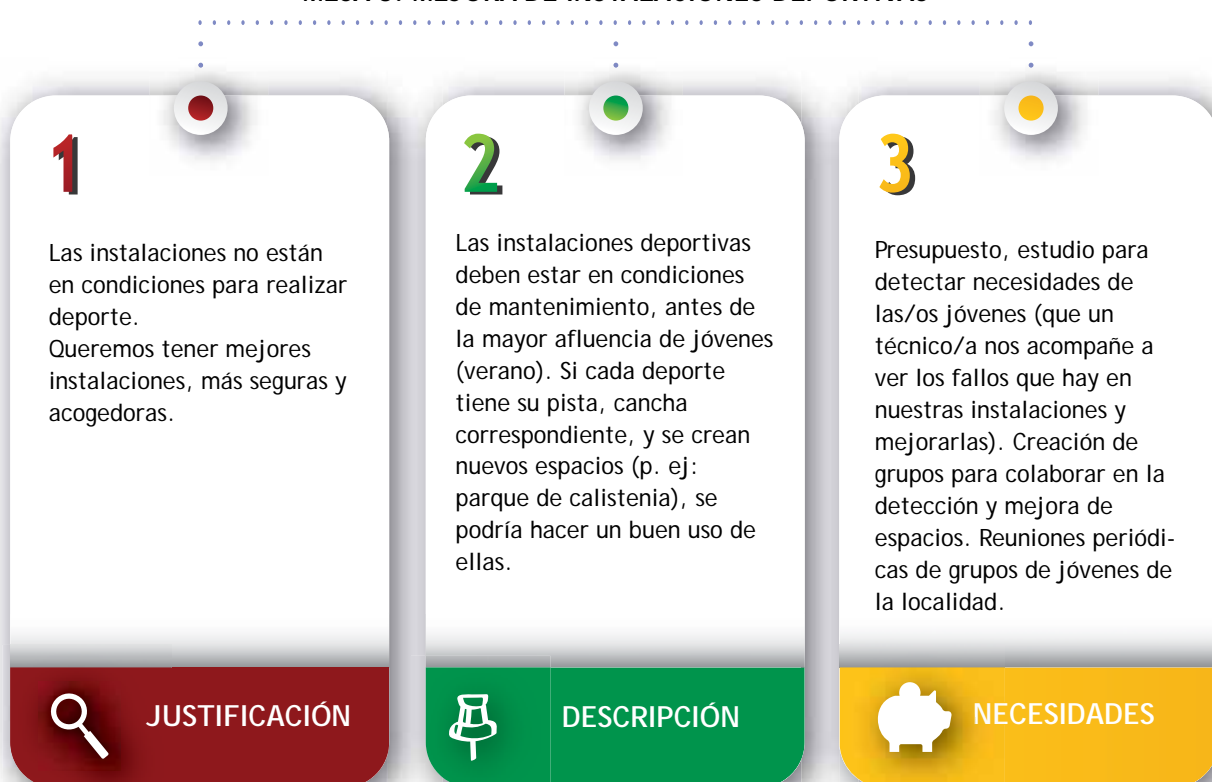 1
Las instalaciones no están
en condiciones para realizar
deporte.
Queremos tener mejores
instalaciones, más seguras y
acogedoras.
JUSTIFICACIÓN
2
Las instalaciones deportivas
deben estar en condiciones
de mantenimiento, antes de
la mayor afluencia de jóvenes
(verano). Si cada deporte
tiene su pista, cancha
correspondiente, y se crean
nuevos espacios (p. ej:
parque de calistenia), se
podría hacer un buen uso de
ellas.
DESCRIPCIÓN
3
Presupuesto, estudio para
detectar necesidades de
las/os jóvenes (que un
técnico/a nos acompañe a
ver los fallos que hay en
nuestras instalaciones y
mejorarlas). Creación de
grupos para colaborar en la
detección y mejora de
espacios. Reuniones periódi-
cas de grupos de jóvenes de
la localidad.
NECESIDADES